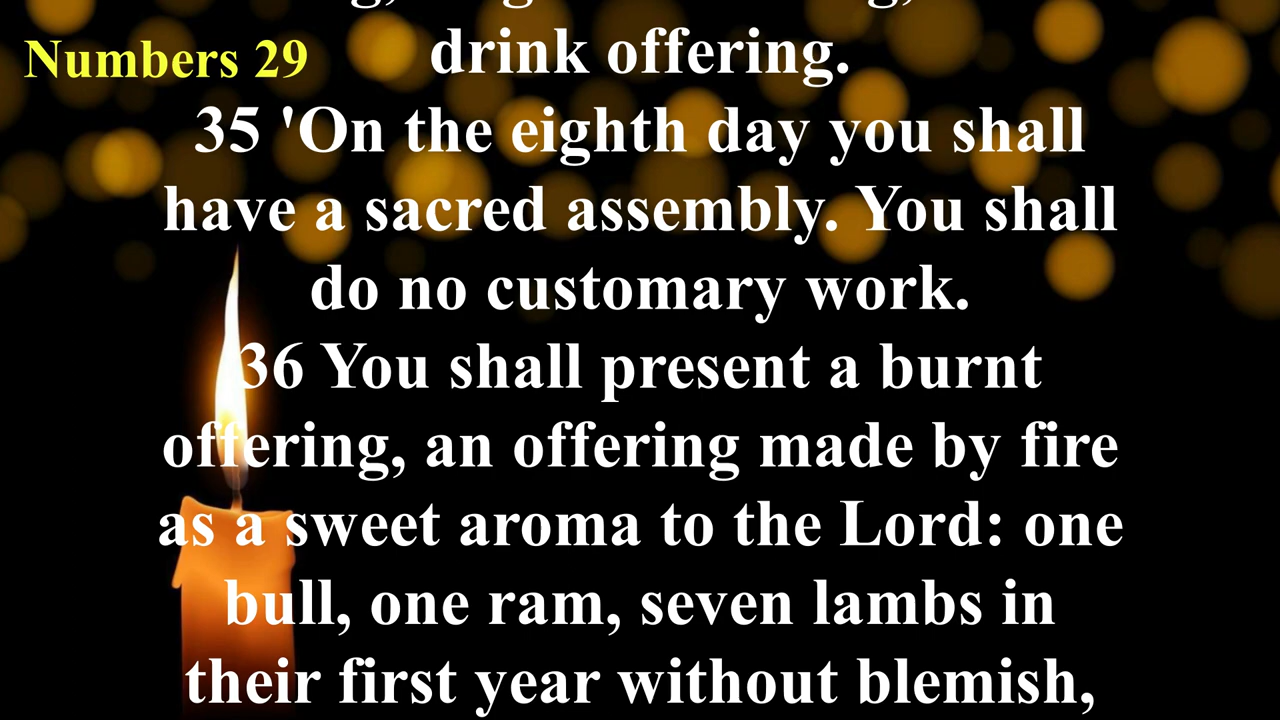 Numbers 29
drink offering.
35 'On the eighth day you shall
have a sacred assembly. You shall
do no customary work.
36 You shall present a burnt
offering, an offering made by fire
as a sweet aroma to the Lord: one
bull, one ram, seven lambs in
their first year without blemish,